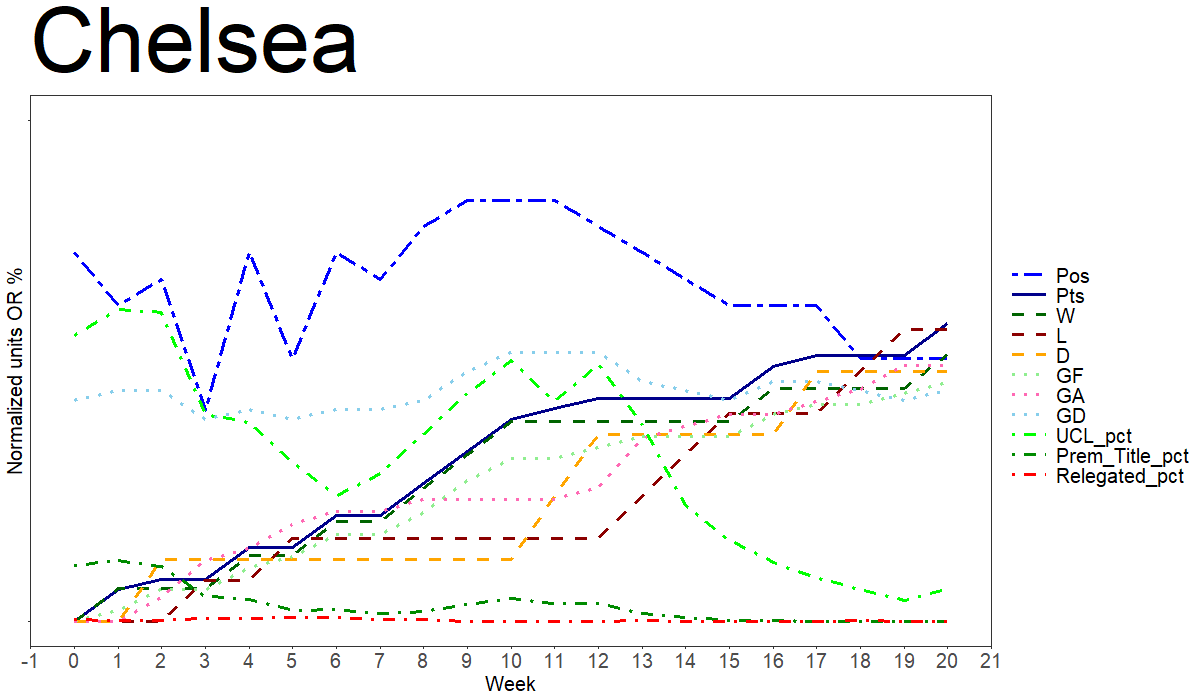 Chelsea
Normalized units OR %
-1 0 1 2 3 4 5 6 7 8 9 10 11 12 13 14 15 16 17 18 19 20 21
Week
Pos
Pts
W
L
D
GF
GA
GD
UCL_pct
Prem_Title_pct
Relegated_pct